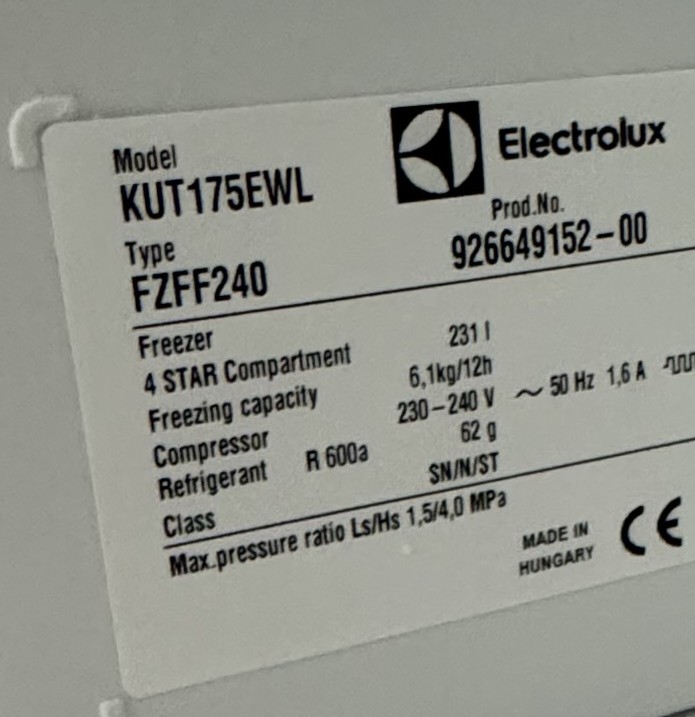 Model
KUT175EWL
Electrolux
Type
FZFF240
Prod.No.
926649152-00
Freezer
4 STAR Compartment 231 l
Freezing capacity 6,1kg/12h
Compressor 230-240 V ~ 50 Hz 1,6 A
Refrigerant R 600a 62 g
Class SN/N/ST
Max.pressure ratio Ls/Hs 1,5/4,0 MPa
MADE IN
HUNGARY
CE